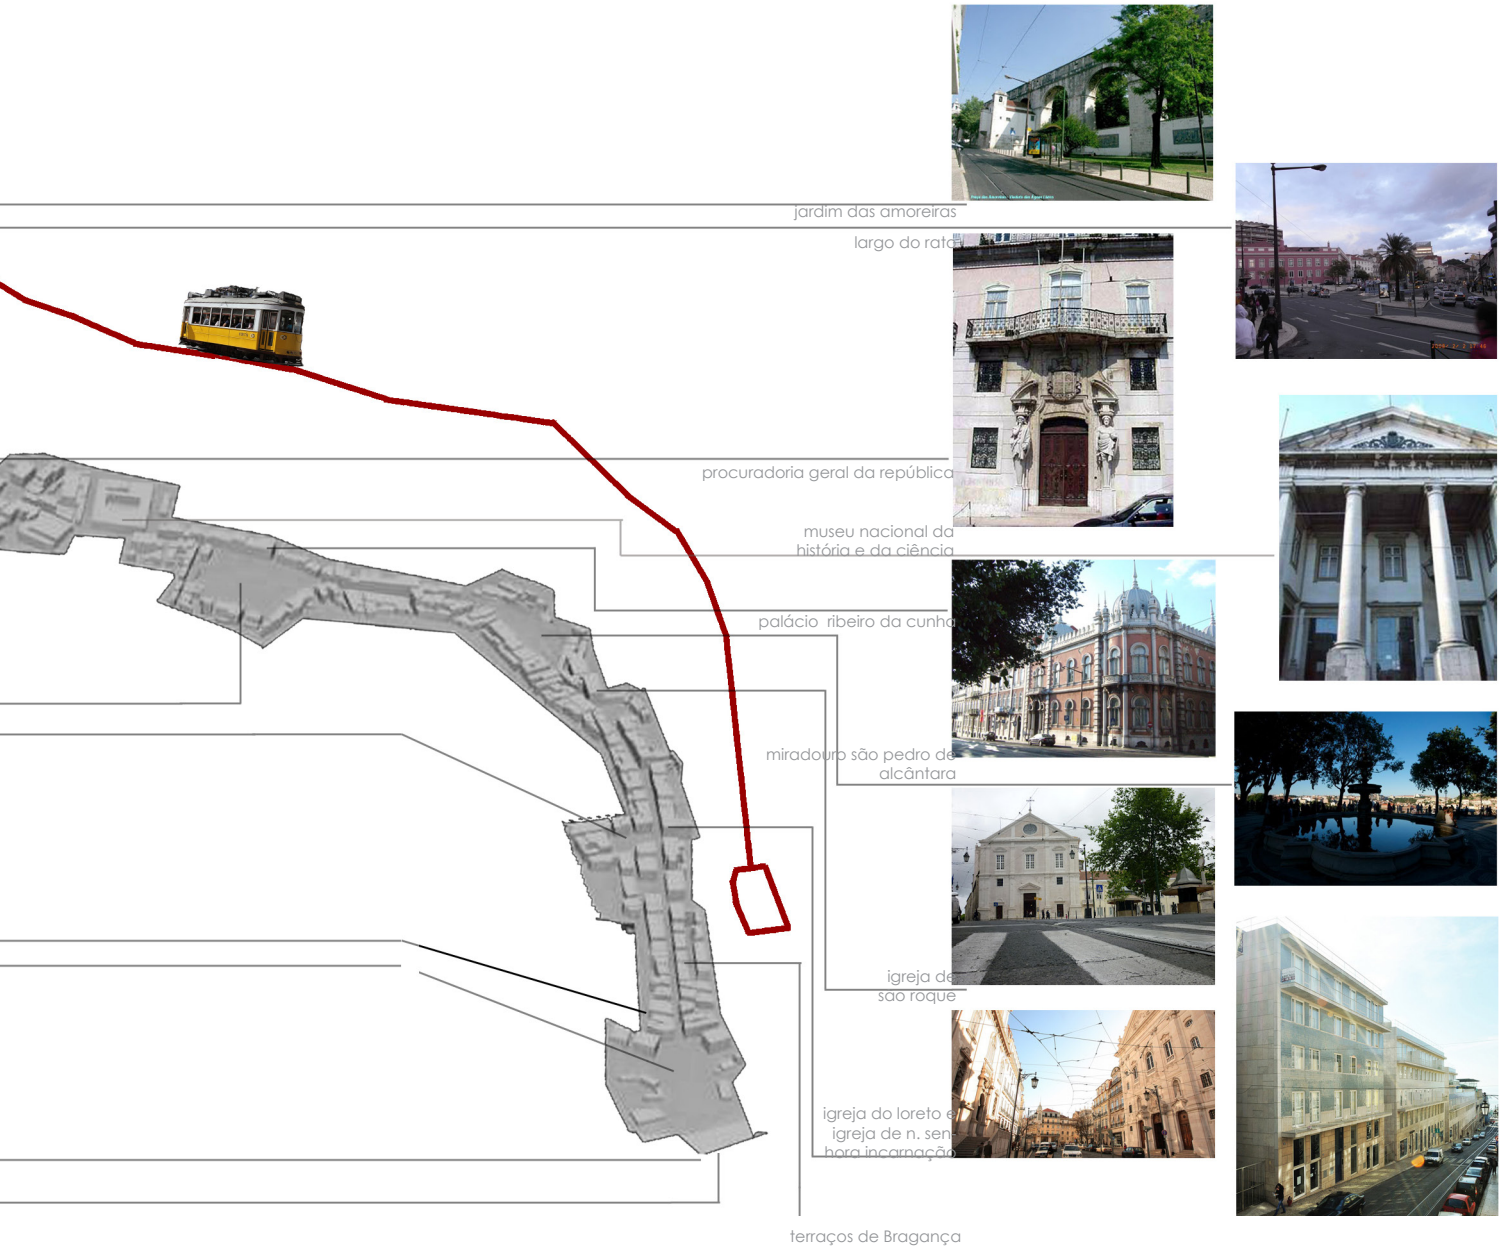 jardim das amoreiras
largo do rato
procuradoria geral da república
museu nacional da
história e da ciência
palácio ribeiro da cunha
miradouro são pedro de
alcântara
igreja de
sao roque
igreja do loreto e
igreja de n. sen-
hora incarnação
terraços de Bragança